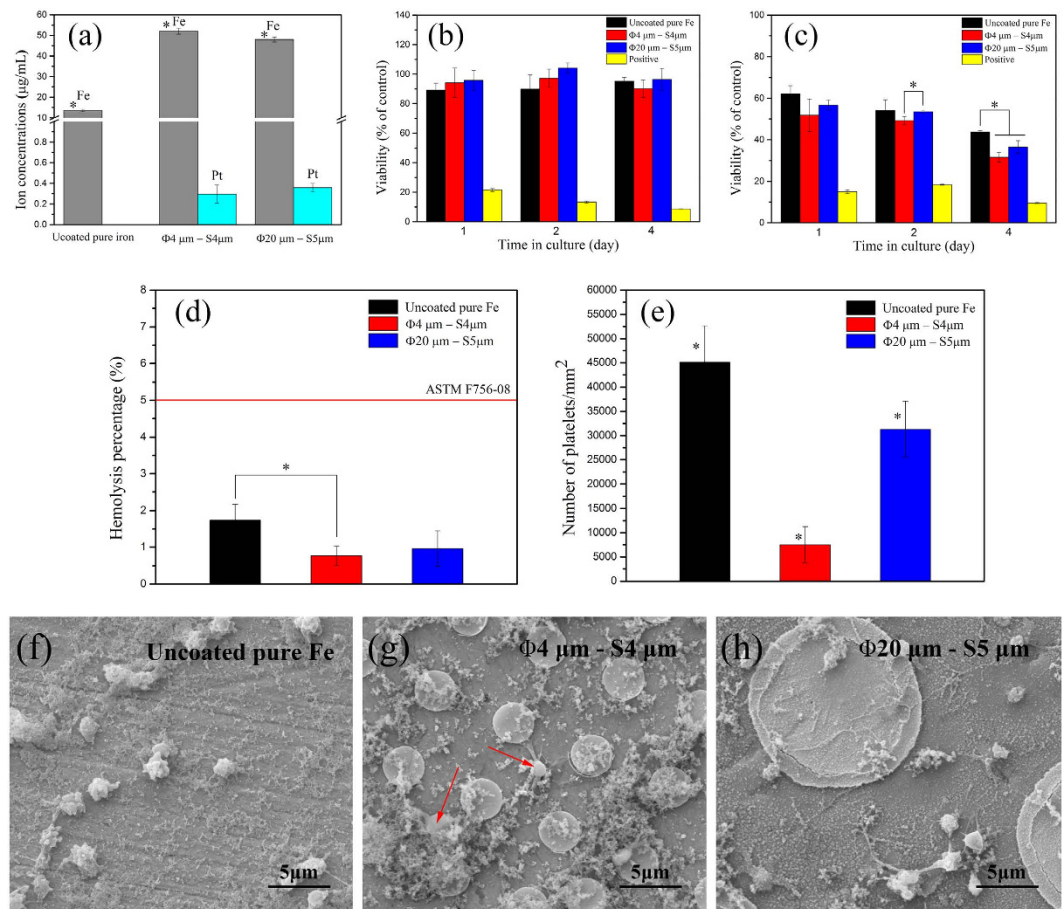 (a)
Ion concentrations (μg/mL)
60
50
40
30
20
10
0.8
0.6
0.4
0.2
0.0
* Fe
* Fe
Pt
* Fe
Pt
Ucoated pure iron
Φ4 μm – S4μm
Φ20 μm – S5μm
(b)
Viability (% of control)
140
120
100
80
60
40
20
0
Uncoated pure Fe
Φ4 μm – S4μm
Φ20 μm – S5μm
Positive
1
2
4
Time in culture (day)
(c)
Viability (% of control)
100
80
60
40
20
0
Uncoated pure Fe
Φ4 μm – S4μm
Φ20 μm – S5μm
Positive
*
*
1
2
4
Time in culture (day)
(d)
Hemolysis percentage (%)
8
7
6
5
4
3
2
1
0
Uncoated pure Fe
Φ4 μm – S4μm
Φ20 μm – S5μm
ASTM F756-08
*
(e)
Number of platelets/mm²
60000
55000
50000
45000
40000
35000
30000
25000
20000
15000
10000
5000
0
Uncoated pure Fe
Φ4 μm – S4μm
Φ20 μm – S5μm
*
*
*
(f)
Uncoated pure Fe
5μm
(g)
Φ4 μm - S4 μm
5μm
(h)
Φ20 μm - S5 μm
5μm